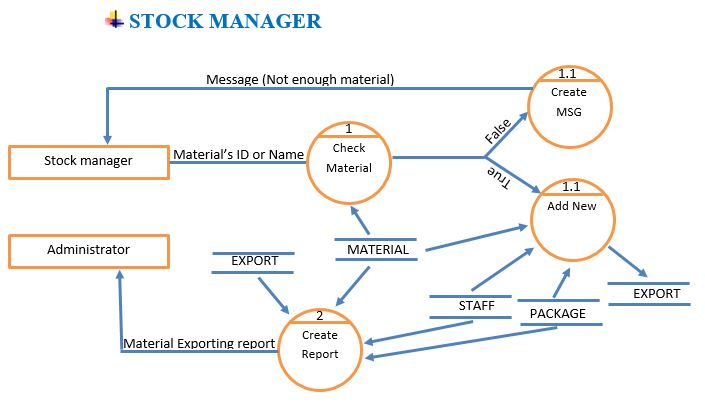 STOCK MANAGER
1.1
Message (Not enough material)
Create
MSG
1
False
Stock manager
Material's ID or Name
Check
Material
True
1.1
Add New
Administrator
EXPORT
MATERIAL
EXPORT
STAFF
PACKAGE
2
Create
Material Exporting report
Report